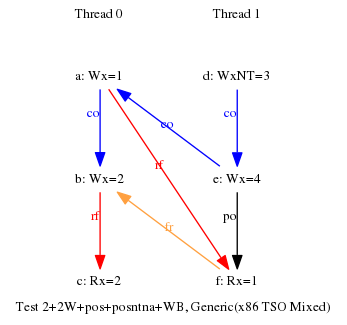 Thread 0 Thread 1
a: Wx=1 d: WxNT=3
co co
co
rf
b: Wx=2 e: Wx=4
rf po
fr
c: Rx=2 f: Rx=1
Test 2+2W+pos+posntna+WB, Generic(x86 TSO Mixed)